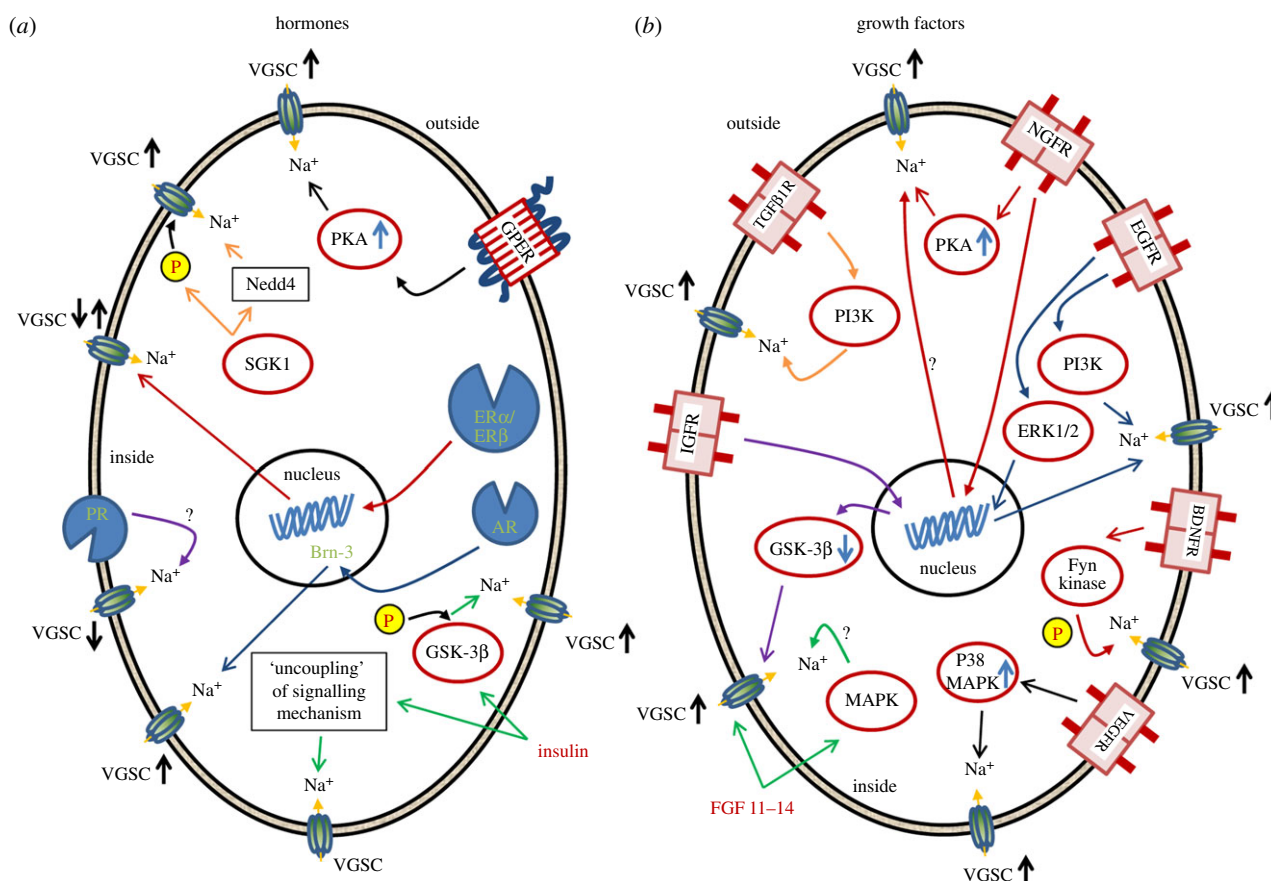 (a)
hormones
VGSC
outside
VGSC
Na+
Na+
PKA
GPER
P
Nedd4
VGSC
Na+
SGK1
ERα/
ERβ
inside
nucleus
PR
?
AR
Brn-3
Na+
Na+
P
VGSC
GSK-3β
VGSC
Na+
'uncoupling'
of signalling
mechanism
insulin
VGSC
Na+
VGSC
(b)
growth factors
VGSC
outside
NGFR
Na+
TGFβ1R
EGFR
PKA
VGSC
PI3K
Na+
?
PI3K
VGSC
IGFR
ERK1/2
Na+
BDNFR
GSK-3β
nucleus
Fyn
kinase
P
Na+
?
Na+
P38
MAPK
VGSC
MAPK
VGSC
VEGFR
Na+
inside
FGF 11–14
VGSC